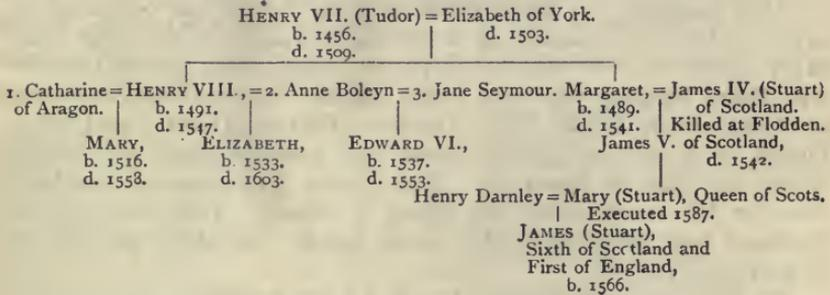 HENRY VII. (Tudor) = Elizabeth of York.
b. 1456. d. 1503.
d. 1509.
1. Catharine = HENRY VIII., = 2. Anne Boleyn = 3. Jane Seymour. Margaret, = James IV. (Stuart)
of Aragon. b. 1491. b. 1489. of Scotland.
d. 1547. d. 1541. Killed at Flodden.
MARY, ELIZABETH, EDWARD VI., James V. of Scotland,
b. 1516. b. 1533. b. 1537. d. 1542.
d. 1558. d. 1603. d. 1553.
Henry Darnley = Mary (Stuart), Queen of Scots.
Executed 1587.
JAMES (Stuart),
Sixth of Scotland and
First of England,
b. 1566.